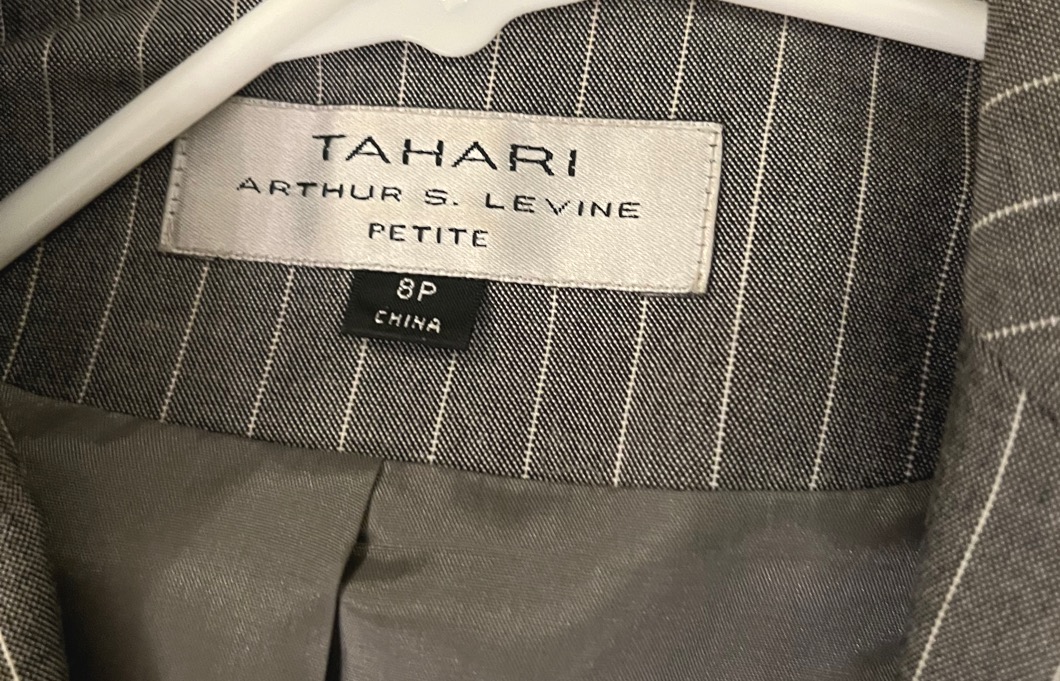 TAHARI
ARTHUR S. LEVINE
PETITE
8P
CHINA